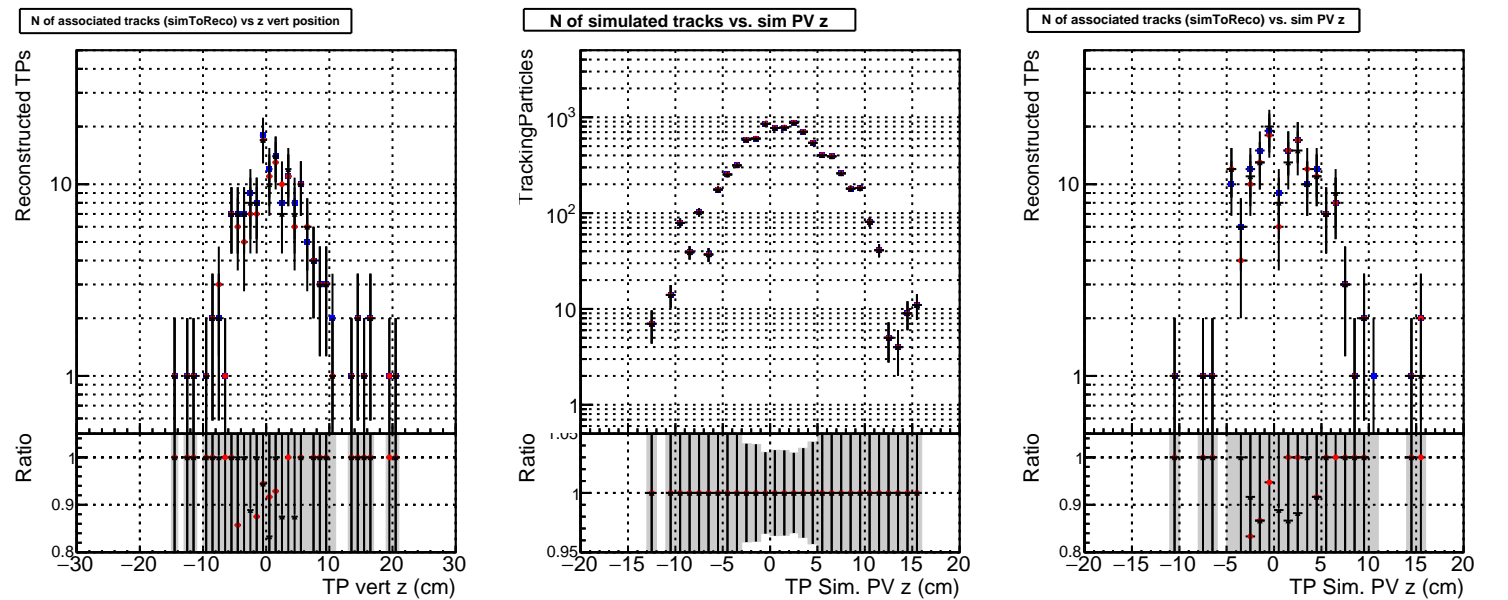 N of associated tracks (simToReco) vs z vert position
Reconstructed TPs
10
1
Ratio
1
0.9
0.8
−30 −20 −10 0 10 20 30
TP vert z (cm)
N of simulated tracks vs. sim PV z
TrackingParticles
10^3
10^2
10
1
Ratio
1.05
1
0.95
−20 −15 −10 −5 0 5 10 15 20
TP Sim. PV z (cm)
N of associated tracks (simToReco) vs. sim PV z
Reconstructed TPs
10
1
Ratio
1
0.9
0.8
−20 −15 −10 −5 0 5 10 15 20
TP Sim. PV z (cm)